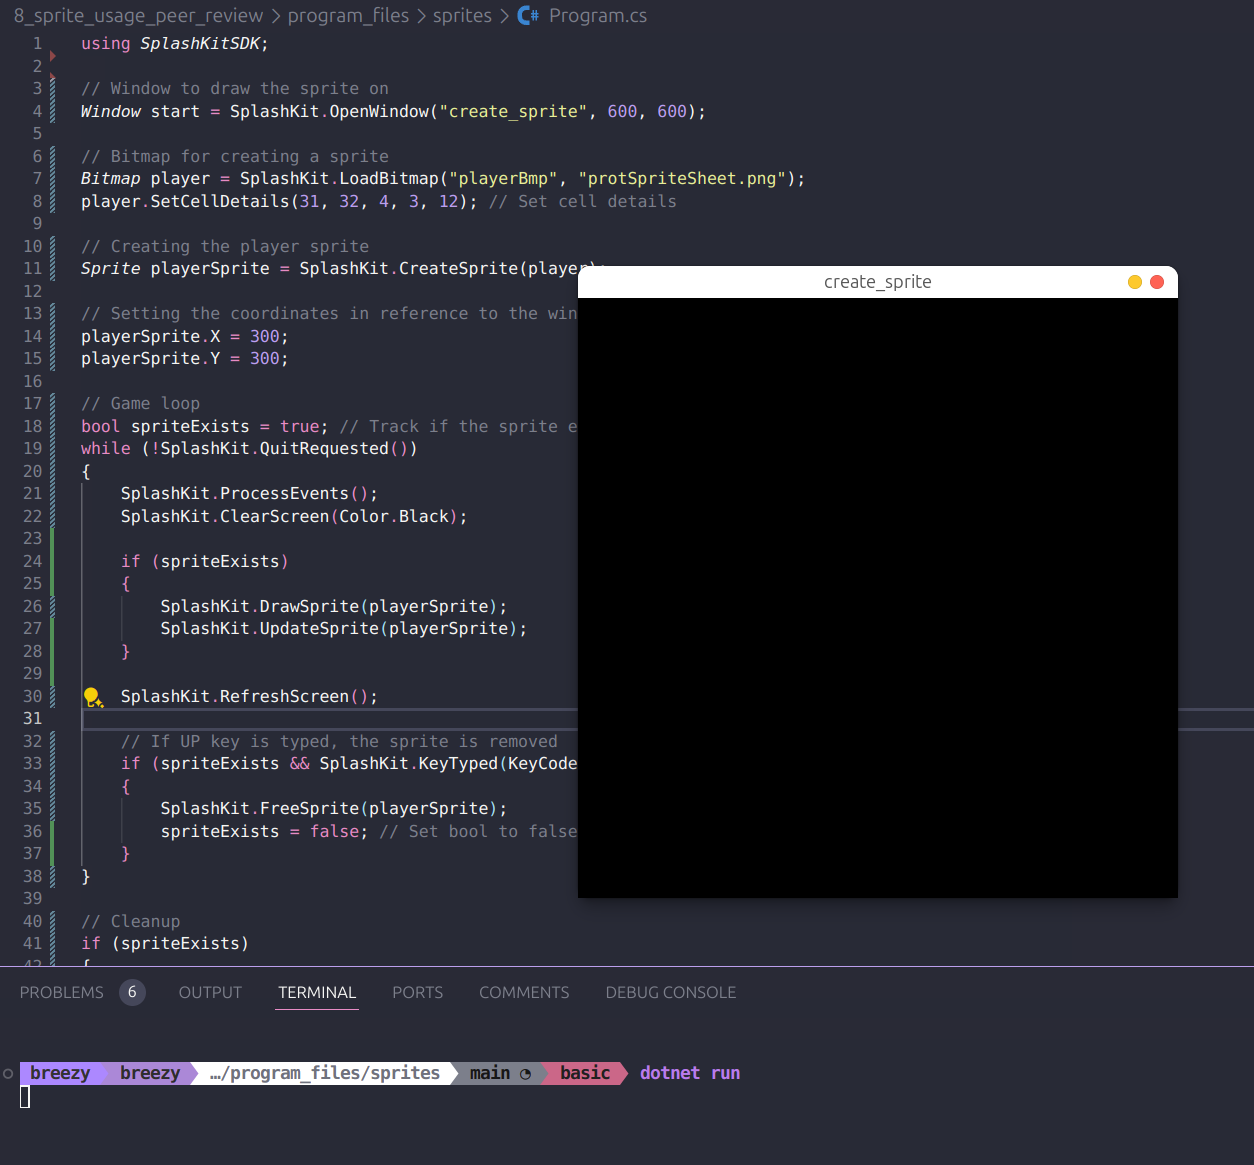 8_sprite_usage_peer_review > program_files > sprites > C# Program.cs
1 using SplashKitSDK;
2
3 // Window to draw the sprite on
4 Window start = SplashKit.OpenWindow("create_sprite", 600, 600);
5
6 // Bitmap for creating a sprite
7 Bitmap player = SplashKit.LoadBitmap("playerBmp", "protSpriteSheet.png");
8 player.SetCellDetails(31, 32, 4, 3, 12); // Set cell details
9
10 // Creating the player sprite
11 Sprite playerSprite = SplashKit.CreateSprite(player);
create_sprite
12
13 // Setting the coordinates in reference to the win
14 playerSprite.X = 300;
15 playerSprite.Y = 300;
16
17 // Game loop
18 bool spriteExists = true; // Track if the sprite e
19 while (!SplashKit.QuitRequested())
20 {
21 SplashKit.ProcessEvents();
22 SplashKit.ClearScreen(Color.Black);
23
24 if (spriteExists)
25 {
26 SplashKit.DrawSprite(playerSprite);
27 SplashKit.UpdateSprite(playerSprite);
28 }
29
30 SplashKit.RefreshScreen();
31
32 // If UP key is typed, the sprite is removed
33 if (spriteExists && SplashKit.KeyTyped(KeyCode
34 {
35 SplashKit.FreeSprite(playerSprite);
36 spriteExists = false; // Set bool to false
37 }
38 }
39
40 // Cleanup
41 if (spriteExists)
42 {
PROBLEMS 6 OUTPUT TERMINAL PORTS COMMENTS DEBUG CONSOLE
breezy breezy …/program_files/sprites main basic dotnet run